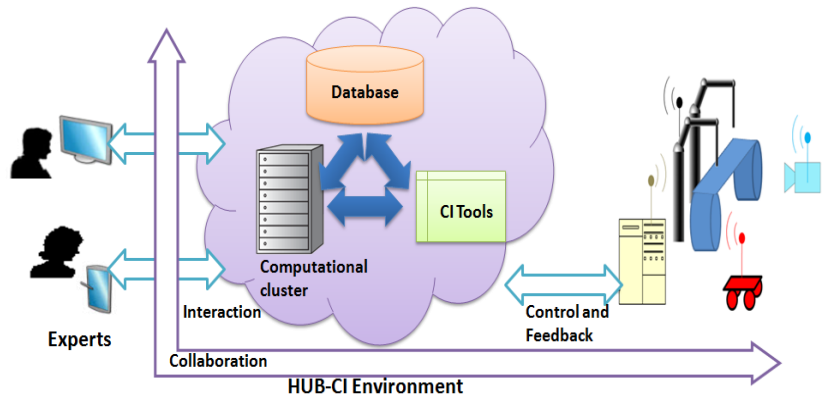 Database
CI Tools
Computational
cluster
Interaction
Control and
Feedback
Experts
Collaboration
HUB-CI Environment